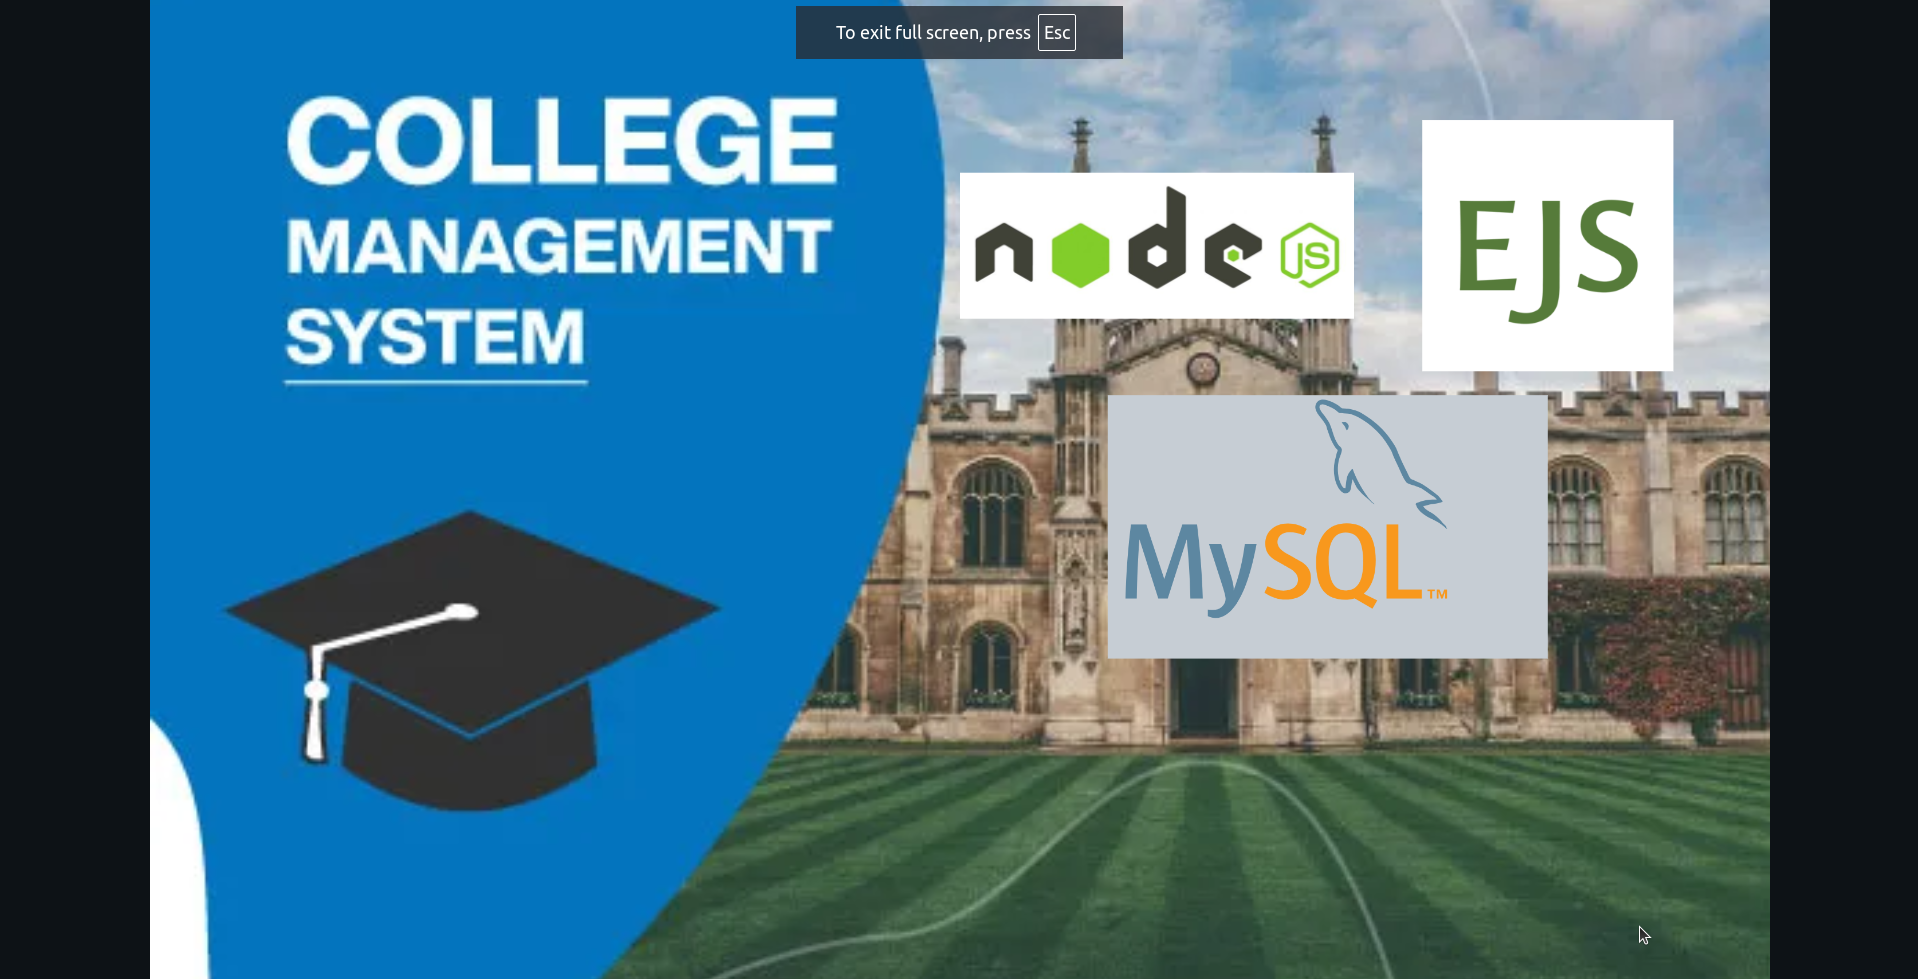 To exit full screen, press Esc
COLLEGE
MANAGEMENT
SYSTEM
node JS
EJS
MySQL™